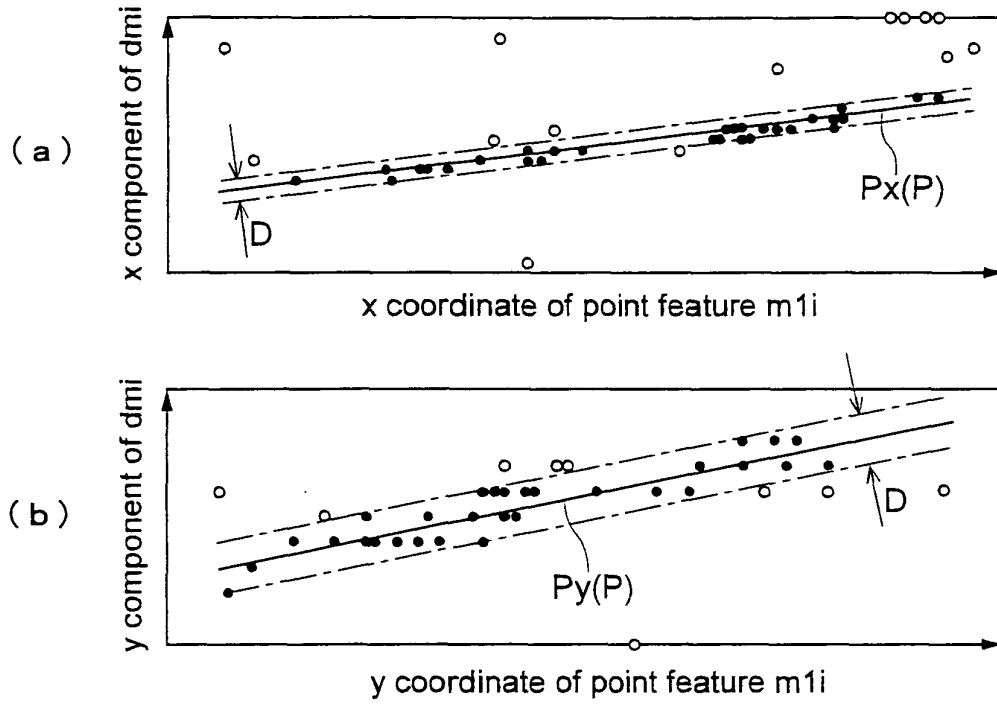 (a)
x component of dmi
D
Px(P)
x coordinate of point feature m1i
(b)
y component of dmi
D
Py(P)
y coordinate of point feature m1i